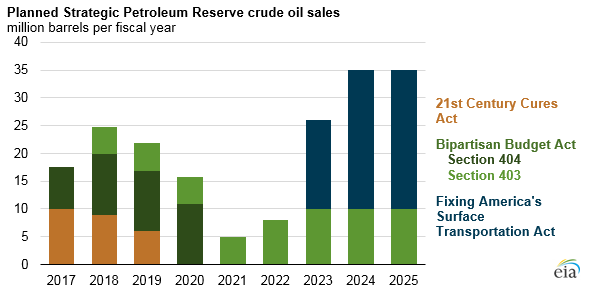 Planned Strategic Petroleum Reserve crude oil sales
million barrels per fiscal year
40
35
30
25
20
15
10
5
0
2017 2018 2019 2020 2021 2022 2023 2024 2025
21st Century Cures
Act
Bipartisan Budget Act
Section 404
Section 403
Fixing America's
Surface
Transportation Act
eia